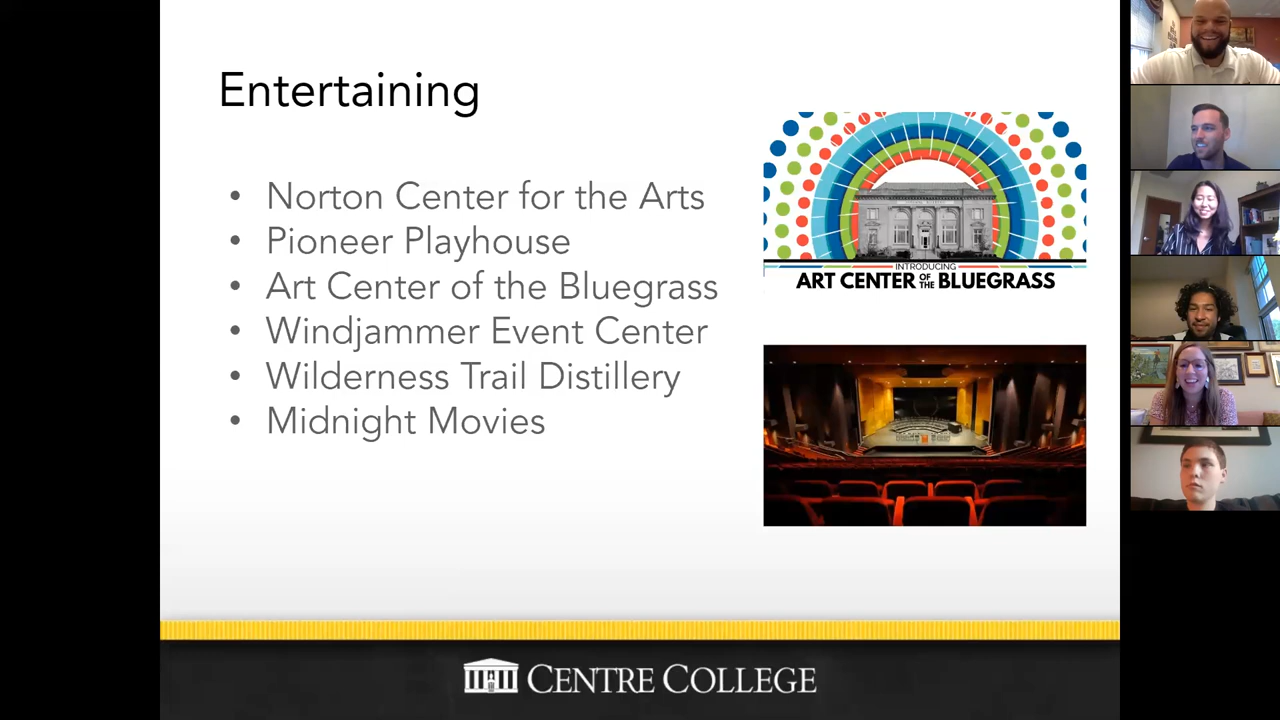 Entertaining
• Norton Center for the Arts
• Pioneer Playhouse
• Art Center of the Bluegrass
• Windjammer Event Center
• Wilderness Trail Distillery
• Midnight Movies
INTRODUCING
ART CENTER OF THE BLUEGRASS
CENTRE COLLEGE